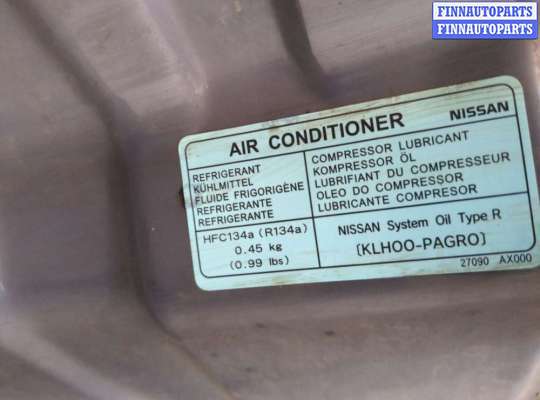 FINNAUTOPARTS
FINNAUTOPARTS
AIR CONDITIONER NISSAN
REFRIGERANT
KÜHLMITTEL
FLUIDE FRIGORIGÈNE
REFRIGERANTE
REFRIGERANTE
COMPRESSOR LUBRICANT
KOMPRESSOR ÖL
LUBRIFIANT DU COMPRESSEUR
OLEO DO COMPRESSOR
LUBRICANTE COMPRESOR
HFC134a (R134a)
0.45 kg
(0.99 lbs)
NISSAN System Oil Type R
[KLHOO-PAGRO]
27090 AX000